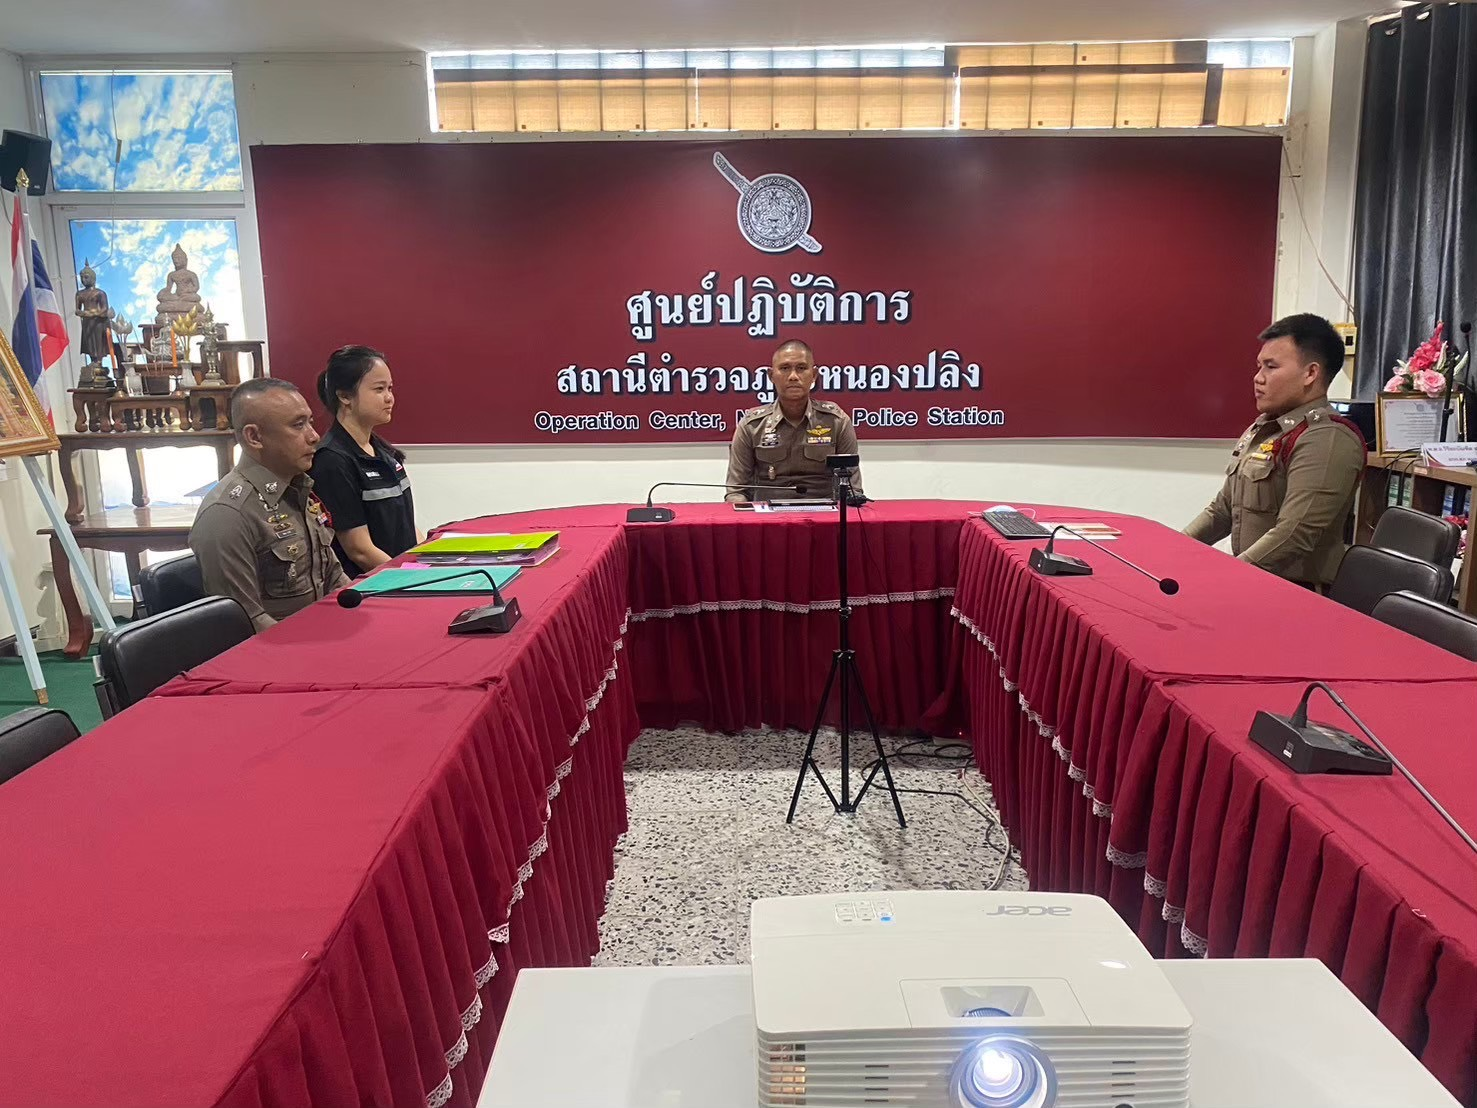 ศูนย์ปฏิบัติการ
สถานีตำรวจภู หนองปลิง
Operation Center, Police Station
acer